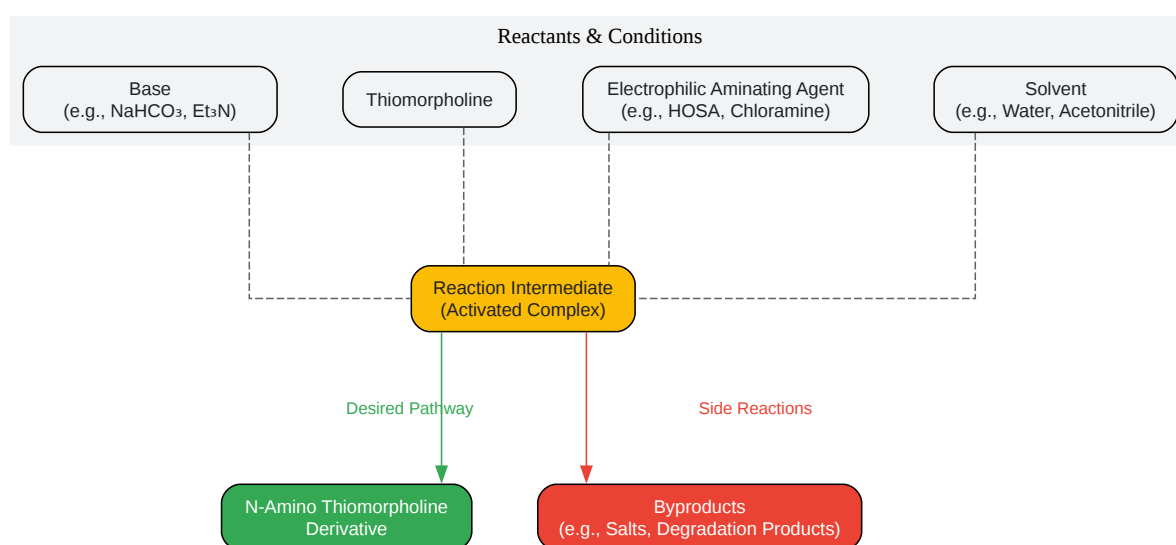 Reactants & Conditions
Base
(e.g., NaHCO₃, Et₃N)
Thiomorpholine
Electrophilic Aminating Agent
(e.g., HOSA, Chloramine)
Solvent
(e.g., Water, Acetonitrile)
Reaction Intermediate
(Activated Complex)
Desired Pathway
Side Reactions
N-Amino Thiomorpholine
Derivative
Byproducts
(e.g., Salts, Degradation Products)